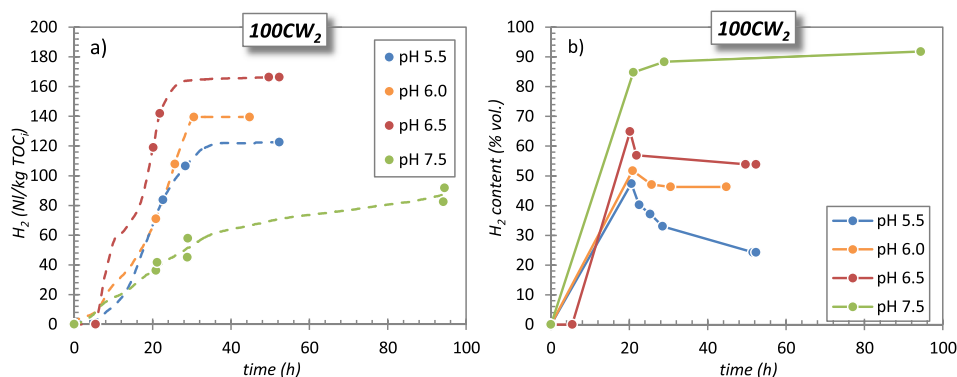 100CW2
a)
H2 (Nl/kg TOCi)
200
180
160
140
120
100
80
60
40
20
0
0 20 40 60 80 100
time (h)
pH 5.5
pH 6.0
pH 6.5
pH 7.5
100CW2
b)
H2 content (% vol.)
100
90
80
70
60
50
40
30
20
10
0
0 20 40 60 80 100
time (h)
pH 5.5
pH 6.0
pH 6.5
pH 7.5